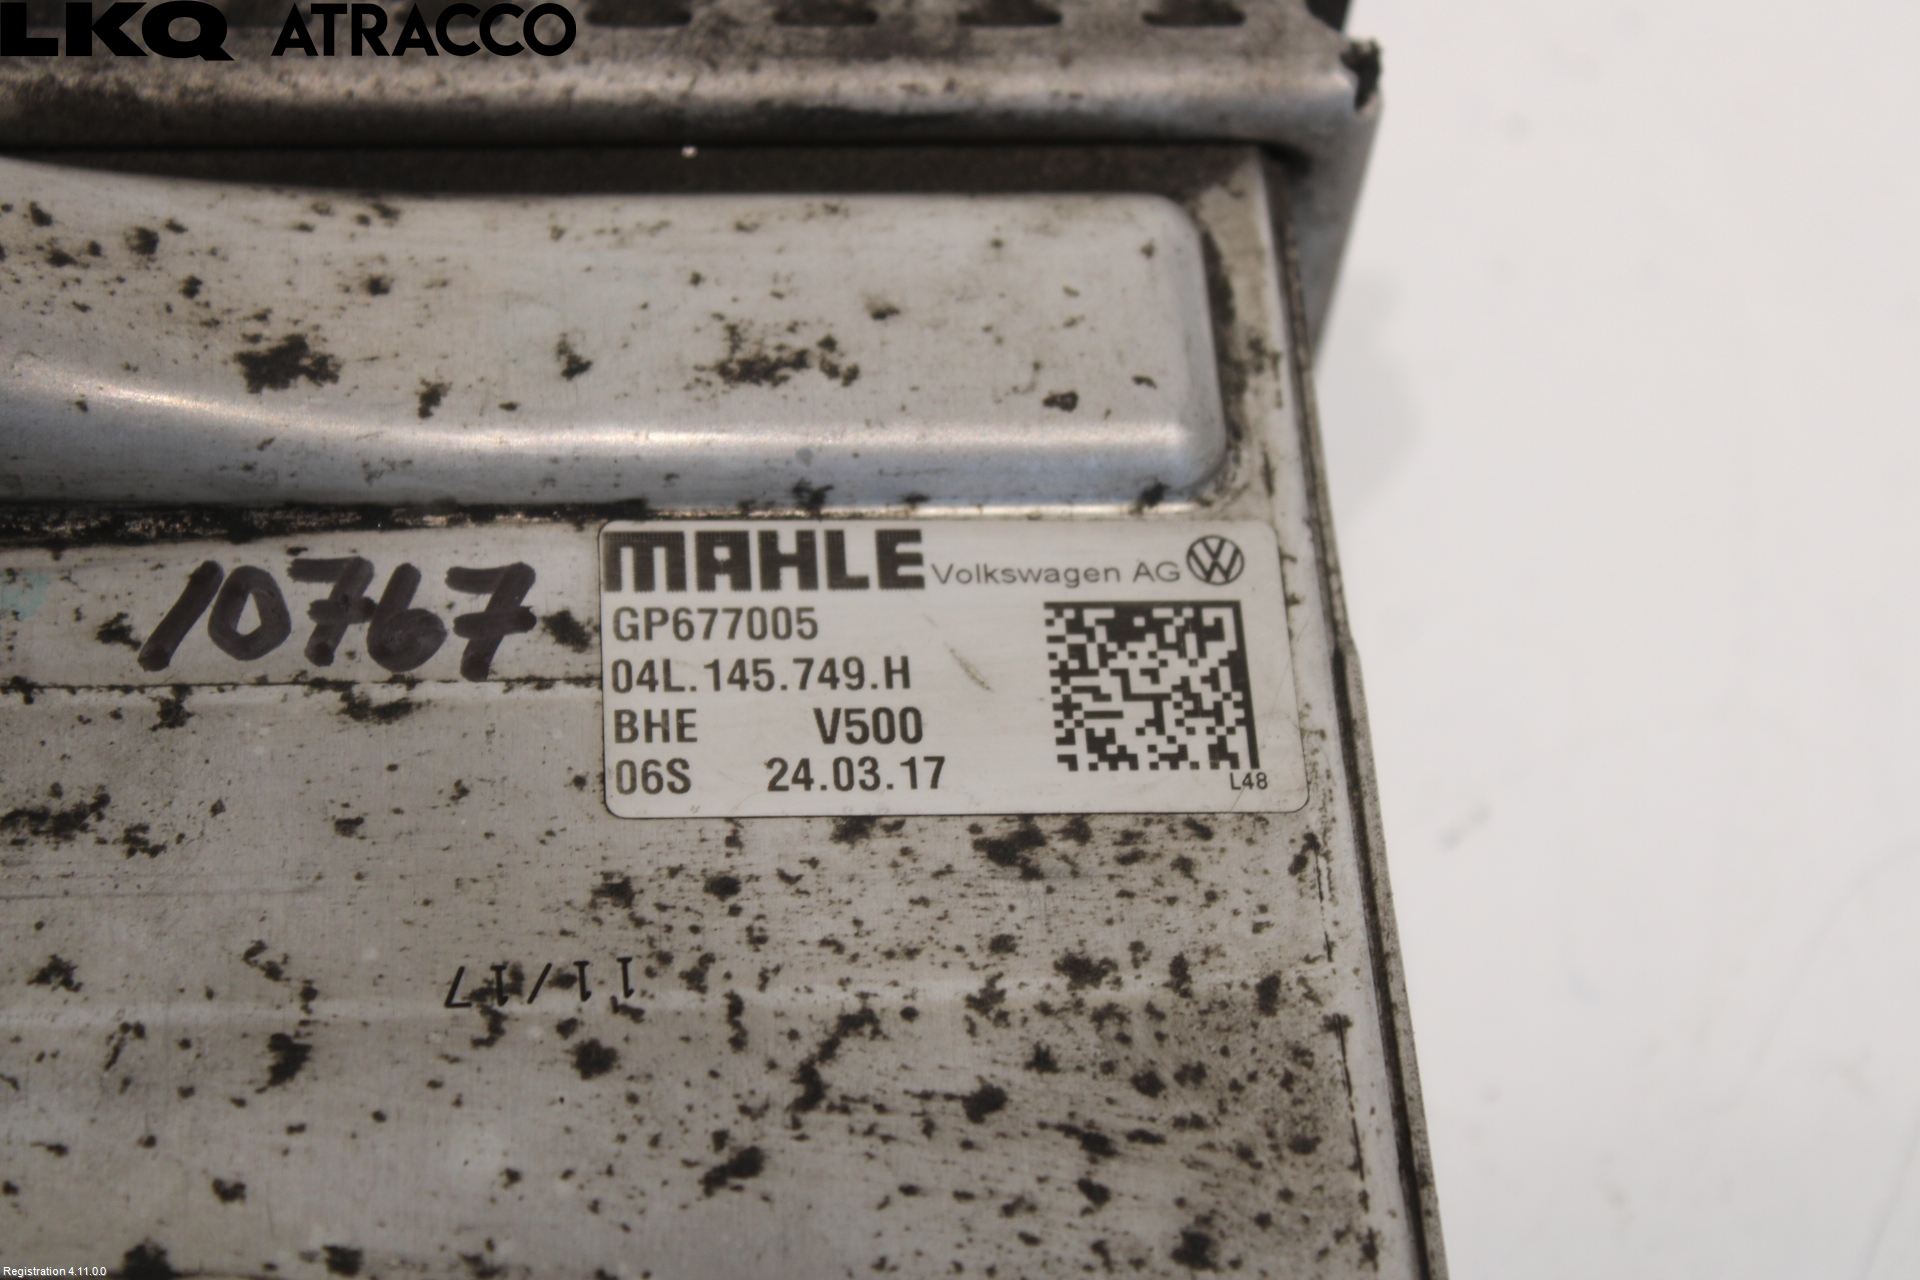 LKQ ATRACCO
10767
MAHLE Volkswagen AG
GP677005
04L.145.749.H
BHE V500
06S 24.03.17
L48
11/17
Registration 4.11.0.0